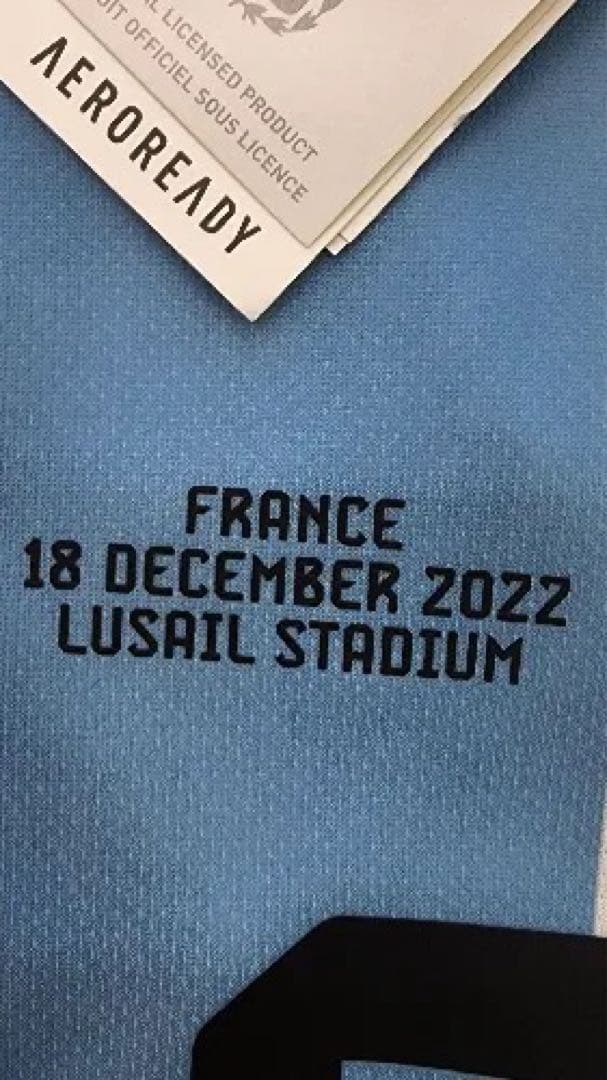 LICENSED PRODUCT
OFFICIEL SOUS LICENCE
AEROREADY
FRANCE
18 DECEMBER 2022
LUSAIL STADIUM